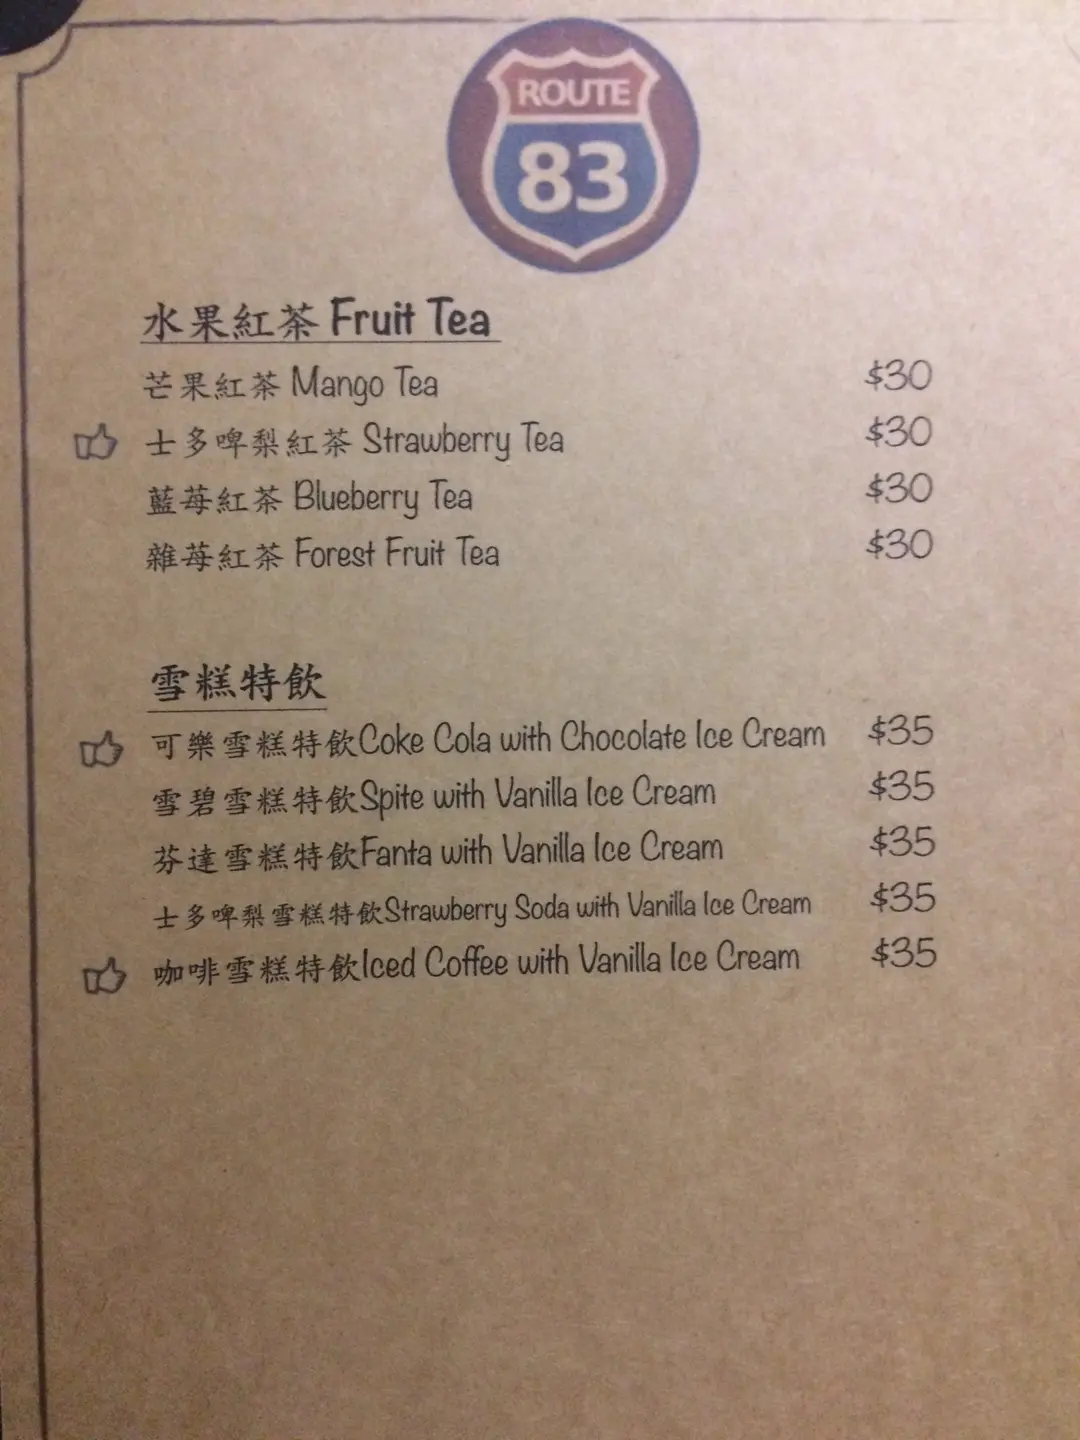 ROUTE
83
水果紅茶 Fruit Tea
芒果紅茶 Mango Tea $30
士多啤梨紅茶 Strawberry Tea $30
藍莓紅茶 Blueberry Tea $30
雜莓紅茶 Forest Fruit Tea $30
雪糕特飲
可樂雪糕特飲Coke Cola with Chocolate Ice Cream $35
雪碧雪糕特飲Spite with Vanilla Ice Cream $35
芬達雪糕特飲Fanta with Vanilla Ice Cream $35
士多啤梨雪糕特飲Strawberry Soda with Vanilla Ice Cream $35
咖啡雪糕特飲Iced Coffee with Vanilla Ice Cream $35